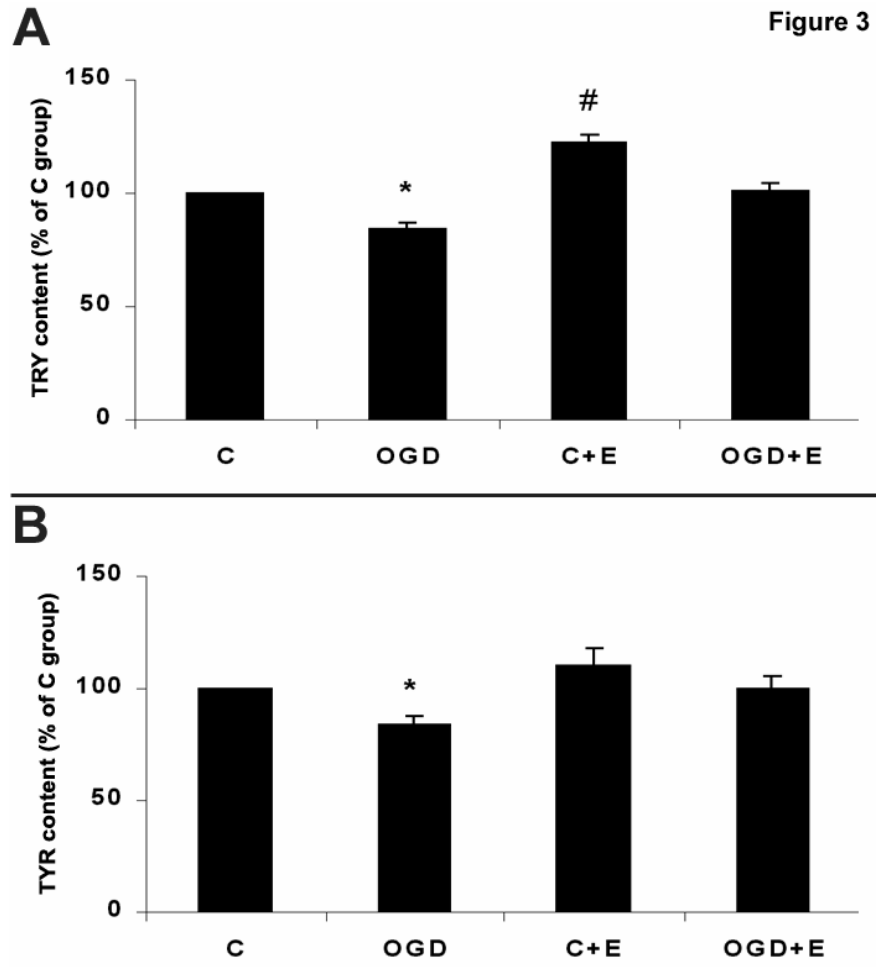 A
Figure 3
TRY content (% of C group)
150
100
50
0
*
#
C OGD C+E OGD+E
B
TYR content (% of C group)
150
100
50
0
*
C OGD C+E OGD+E